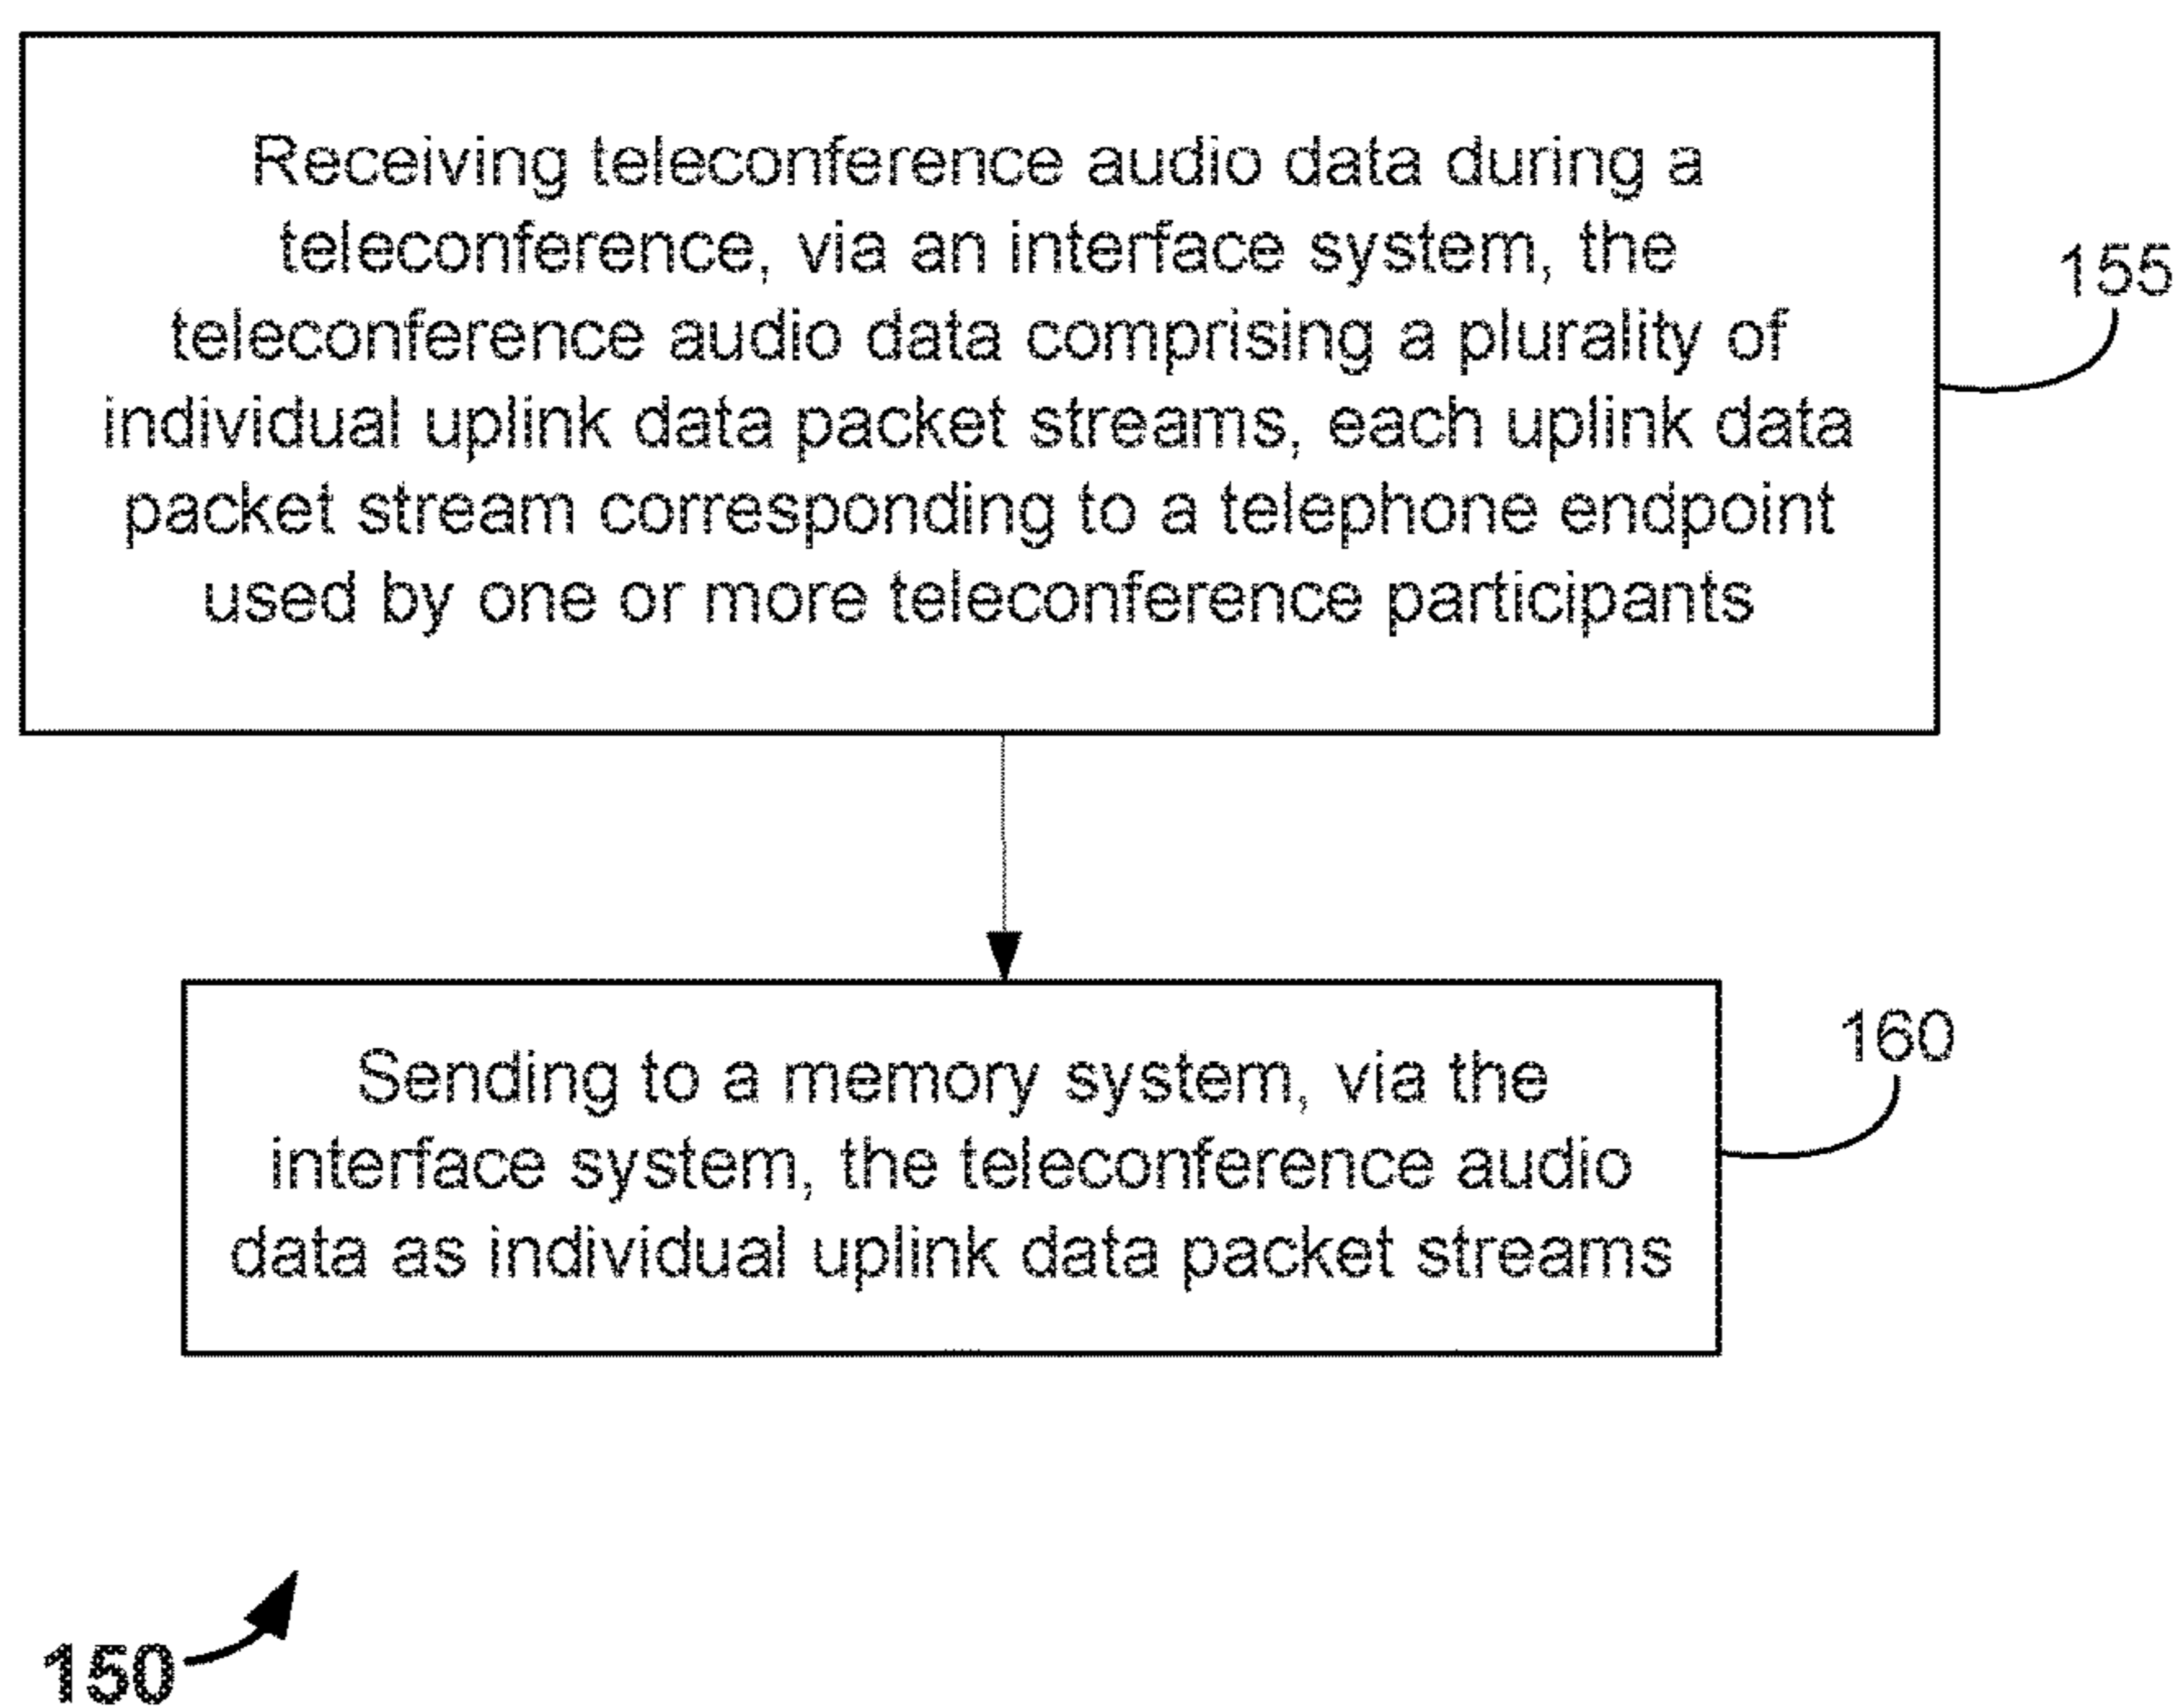 Receiving teleconference audio data during a
teleconference, via an interface system, the
teleconference audio data comprising a plurality of
individual uplink data packet streams, each uplink data
packet stream corresponding to a telephone endpoint
used by one or more teleconference participants
155
Sending to a memory system, via the
interface system, the teleconference audio
data as individual uplink data packet streams
160
150